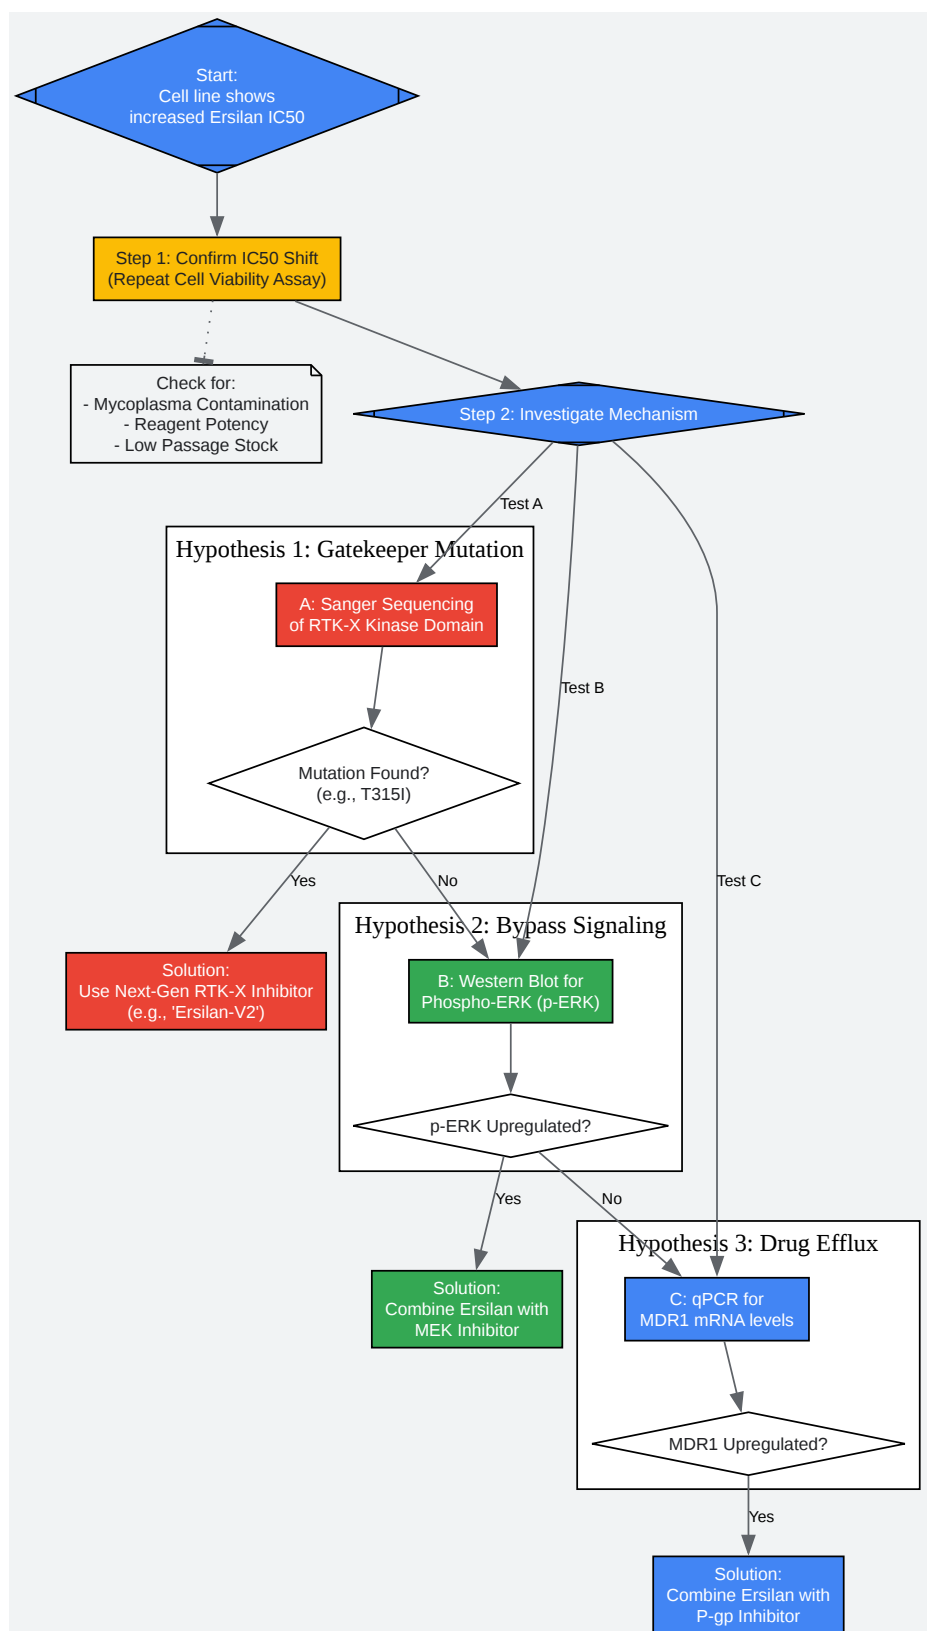 Start:
Cell line shows
increased Ersilan IC50
Step 1: Confirm IC50 Shift
(Repeat Cell Viability Assay)
Check for:
- Mycoplasma Contamination
- Reagent Potency
- Low Passage Stock
Step 2: Investigate Mechanism
Test A
Hypothesis 1: Gatekeeper Mutation
A: Sanger Sequencing
of RTK-X Kinase Domain
Test B
Mutation Found?
(e.g., T315I)
Yes
No
Test C
Hypothesis 2: Bypass Signaling
Solution:
Use Next-Gen RTK-X Inhibitor
(e.g., 'Ersilan-V2')
B: Western Blot for
Phospho-ERK (p-ERK)
p-ERK Upregulated?
Yes
No
Hypothesis 3: Drug Efflux
Solution:
Combine Ersilan with
MEK Inhibitor
C: qPCR for
MDR1 mRNA levels
MDR1 Upregulated?
Yes
Solution:
Combine Ersilan with
P-gp Inhibitor